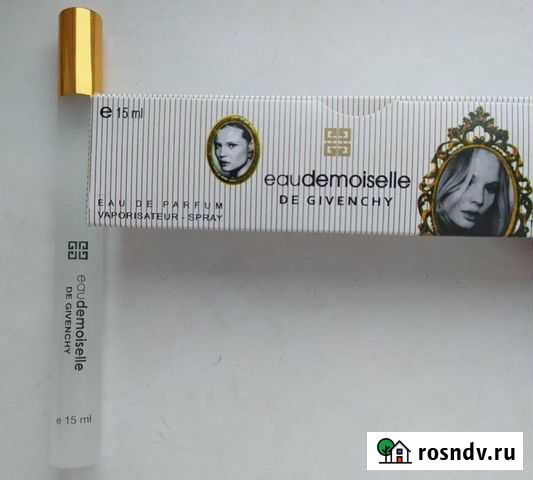 e 15 ml
EAU DE PARFUM
VAPORISATEUR - SPRAY
eaudemoiselle
DE GIVENCHY
eaudemoiselle
DE GIVENCHY
e 15 ml
rosndv.ru